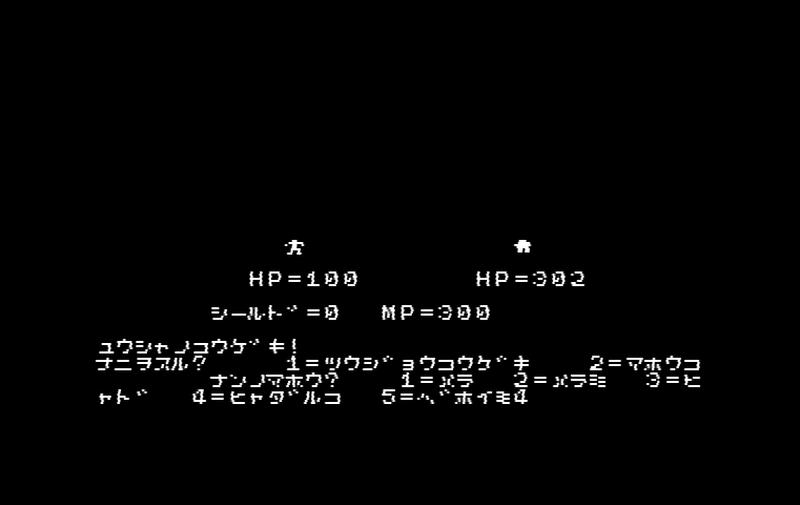 HP=100 HP=302
シールド=0 MP=300
ユウシャノコウゲキ!
ナニヲスル? 1=ツウジョウコウゲキ 2=マホウコ
ナンノマホウ? 1=メラ 2=メラミ 3=ヒ
ャド 4=ヒャダルコ 5=ベホイミ4